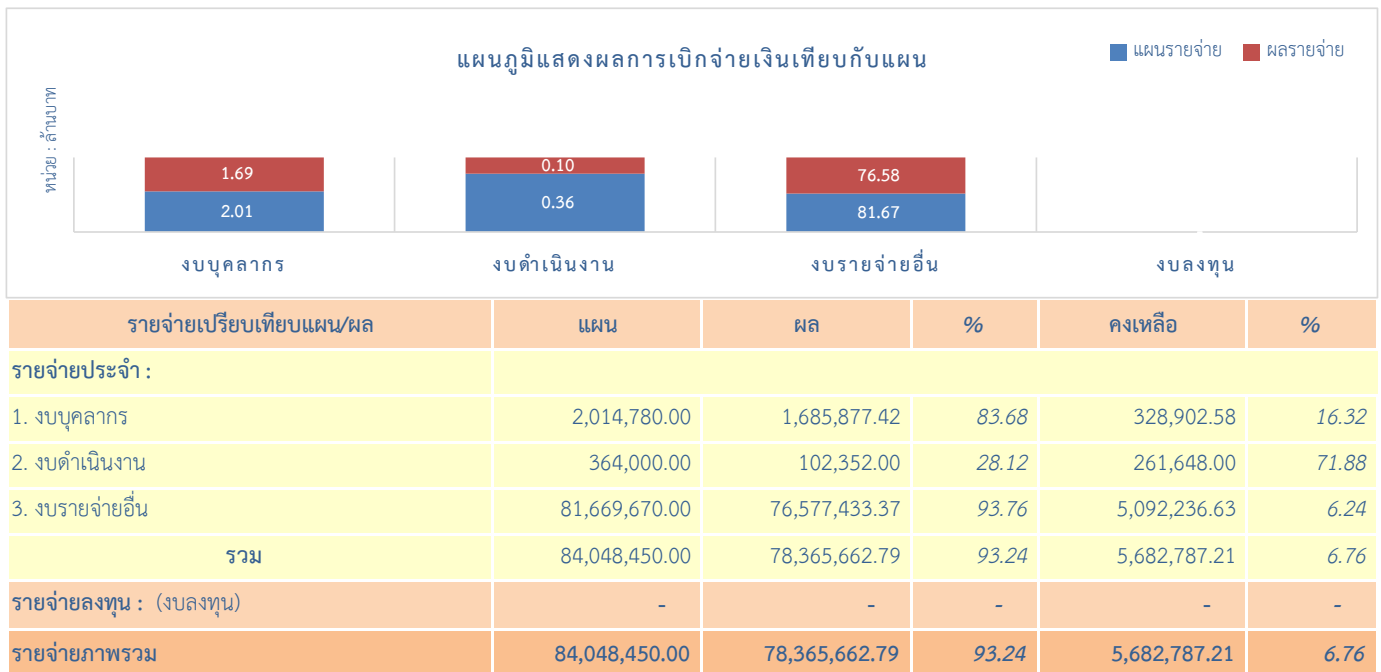 แผนภูมิแสดงผลการเบิกจ่ายเงินเทียบกับแผน
แผนรายจ่าย ผลรายจ่าย
หน่วย : ล้านบาท
1.69 0.10 76.58
2.01 0.36 81.67
งบบุคลากร งบดำเนินงาน งบรายจ่ายอื่น งบลงทุน
รายจ่ายเปรียบเทียบแผน/ผล แผน ผล % คงเหลือ %
รายจ่ายประจำ :
1. งบบุคลากร 2,014,780.00 1,685,877.42 83.68 328,902.58 16.32
2. งบดำเนินงาน 364,000.00 102,352.00 28.12 261,648.00 71.88
3. งบรายจ่ายอื่น 81,669,670.00 76,577,433.37 93.76 5,092,236.63 6.24
รวม 84,048,450.00 78,365,662.79 93.24 5,682,787.21 6.76
รายจ่ายลงทุน : (งบลงทุน) - - - - -
รายจ่ายภาพรวม 84,048,450.00 78,365,662.79 93.24 5,682,787.21 6.76